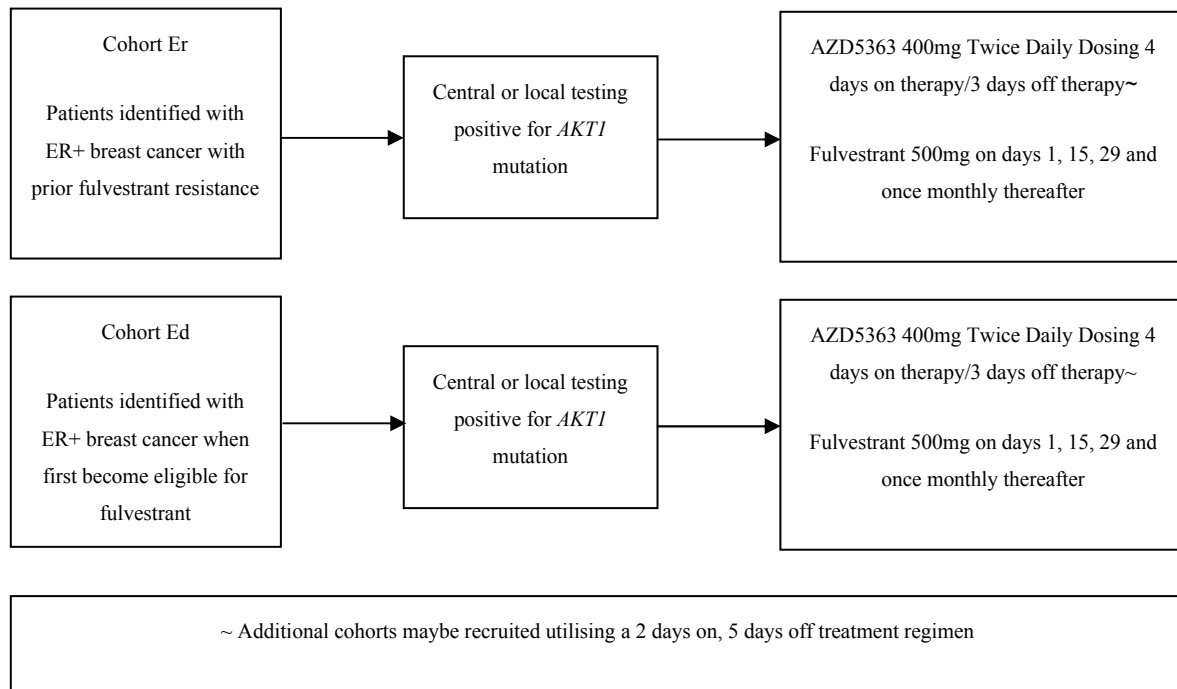 Cohort Er
Patients identified with
ER+ breast cancer with
prior fulvestrant resistance
Central or local testing
positive for AKT1
mutation
AZD5363 400mg Twice Daily Dosing 4
days on therapy/3 days off therapy~
Fulvestrant 500mg on days 1, 15, 29 and
once monthly thereafter
Cohort Ed
Patients identified with
ER+ breast cancer when
first become eligible for
fulvestrant
Central or local testing
positive for AKT1
mutation
AZD5363 400mg Twice Daily Dosing 4
days on therapy/3 days off therapy~
Fulvestrant 500mg on days 1, 15, 29 and
once monthly thereafter
~ Additional cohorts maybe recruited utilising a 2 days on, 5 days off treatment regimen